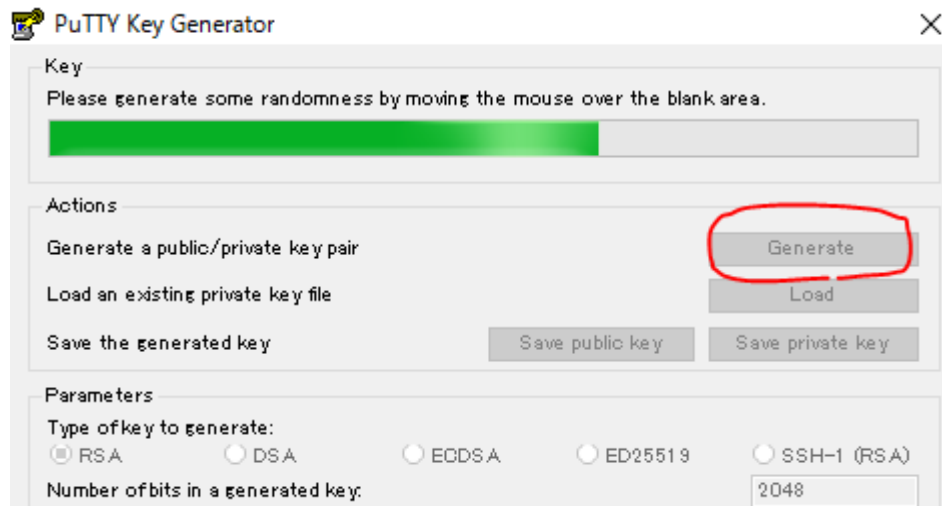 PuTTY Key Generator
Key
Please generate some randomness by moving the mouse over the blank area.
Actions
Generate a public/private key pair
Generate
Load an existing private key file
Load
Save the generated key
Save public key
Save private key
Parameters
Type of key to generate:
RSA
DSA
ECDSA
ED25519
SSH-1 (RSA)
Number of bits in a generated key:
2048